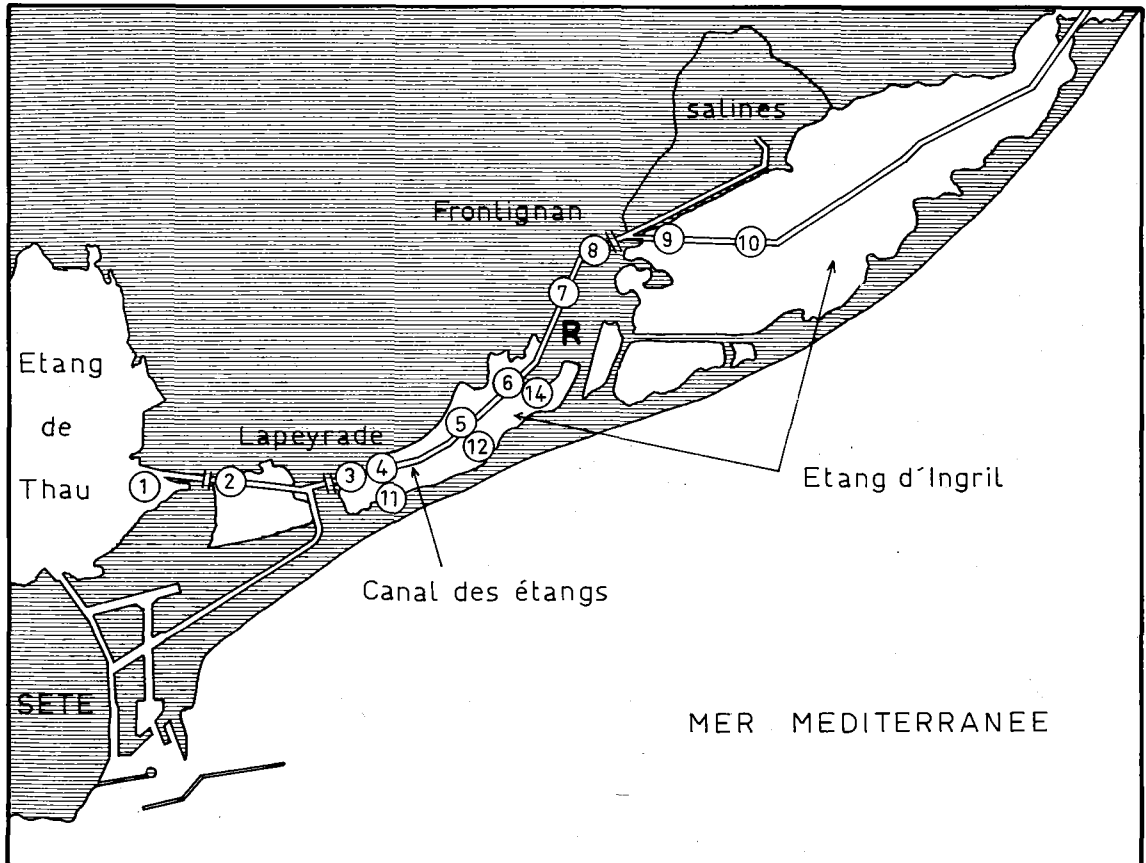 salines
Frontignan
8
9
10
7
R
Etang
de
Thau
6
14
5
Lapeyrade
12
4
3
2
1
11
Etang d'Ingril
Canal des étangs
SETE
MER MEDITERRANEE